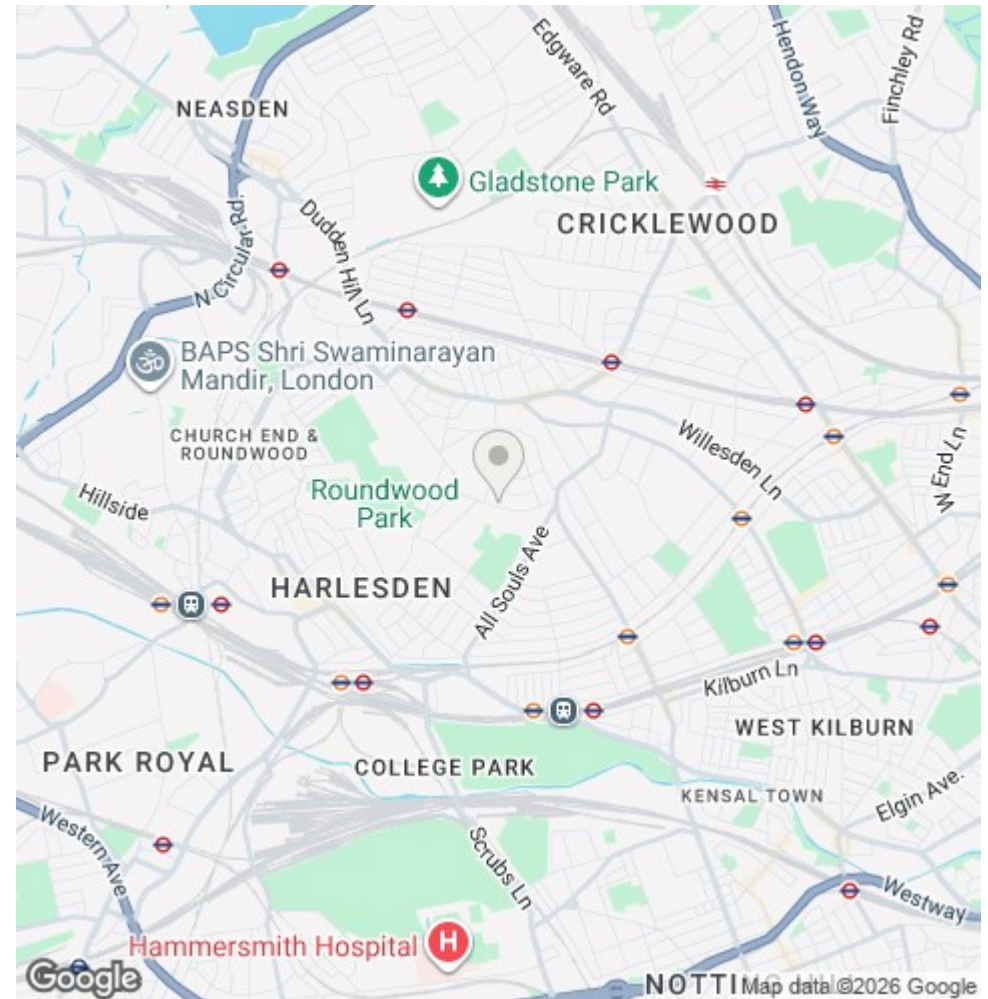 Edgware Rd
Hendon Way
Finchley Rd
NEASDEN
Gladstone Park
CRICKLEWOOD
Dudden Hill Ln
N Circular Rd.
BAPS Shri Swaminarayan
Mandir, London
CHURCH END &
ROUNDWOOD
Willesden Ln
W End Ln
Hillside
Roundwood
Park
All Souls Ave
HARLESDEN
Kilburn Ln
WEST KILBURN
PARK ROYAL
COLLEGE PARK
KENSAL TOWN
Elgin Ave.
Western Ave
Scrubs Ln
Westway
Hammersmith Hospital
H
Google
Map data ©2026 Google